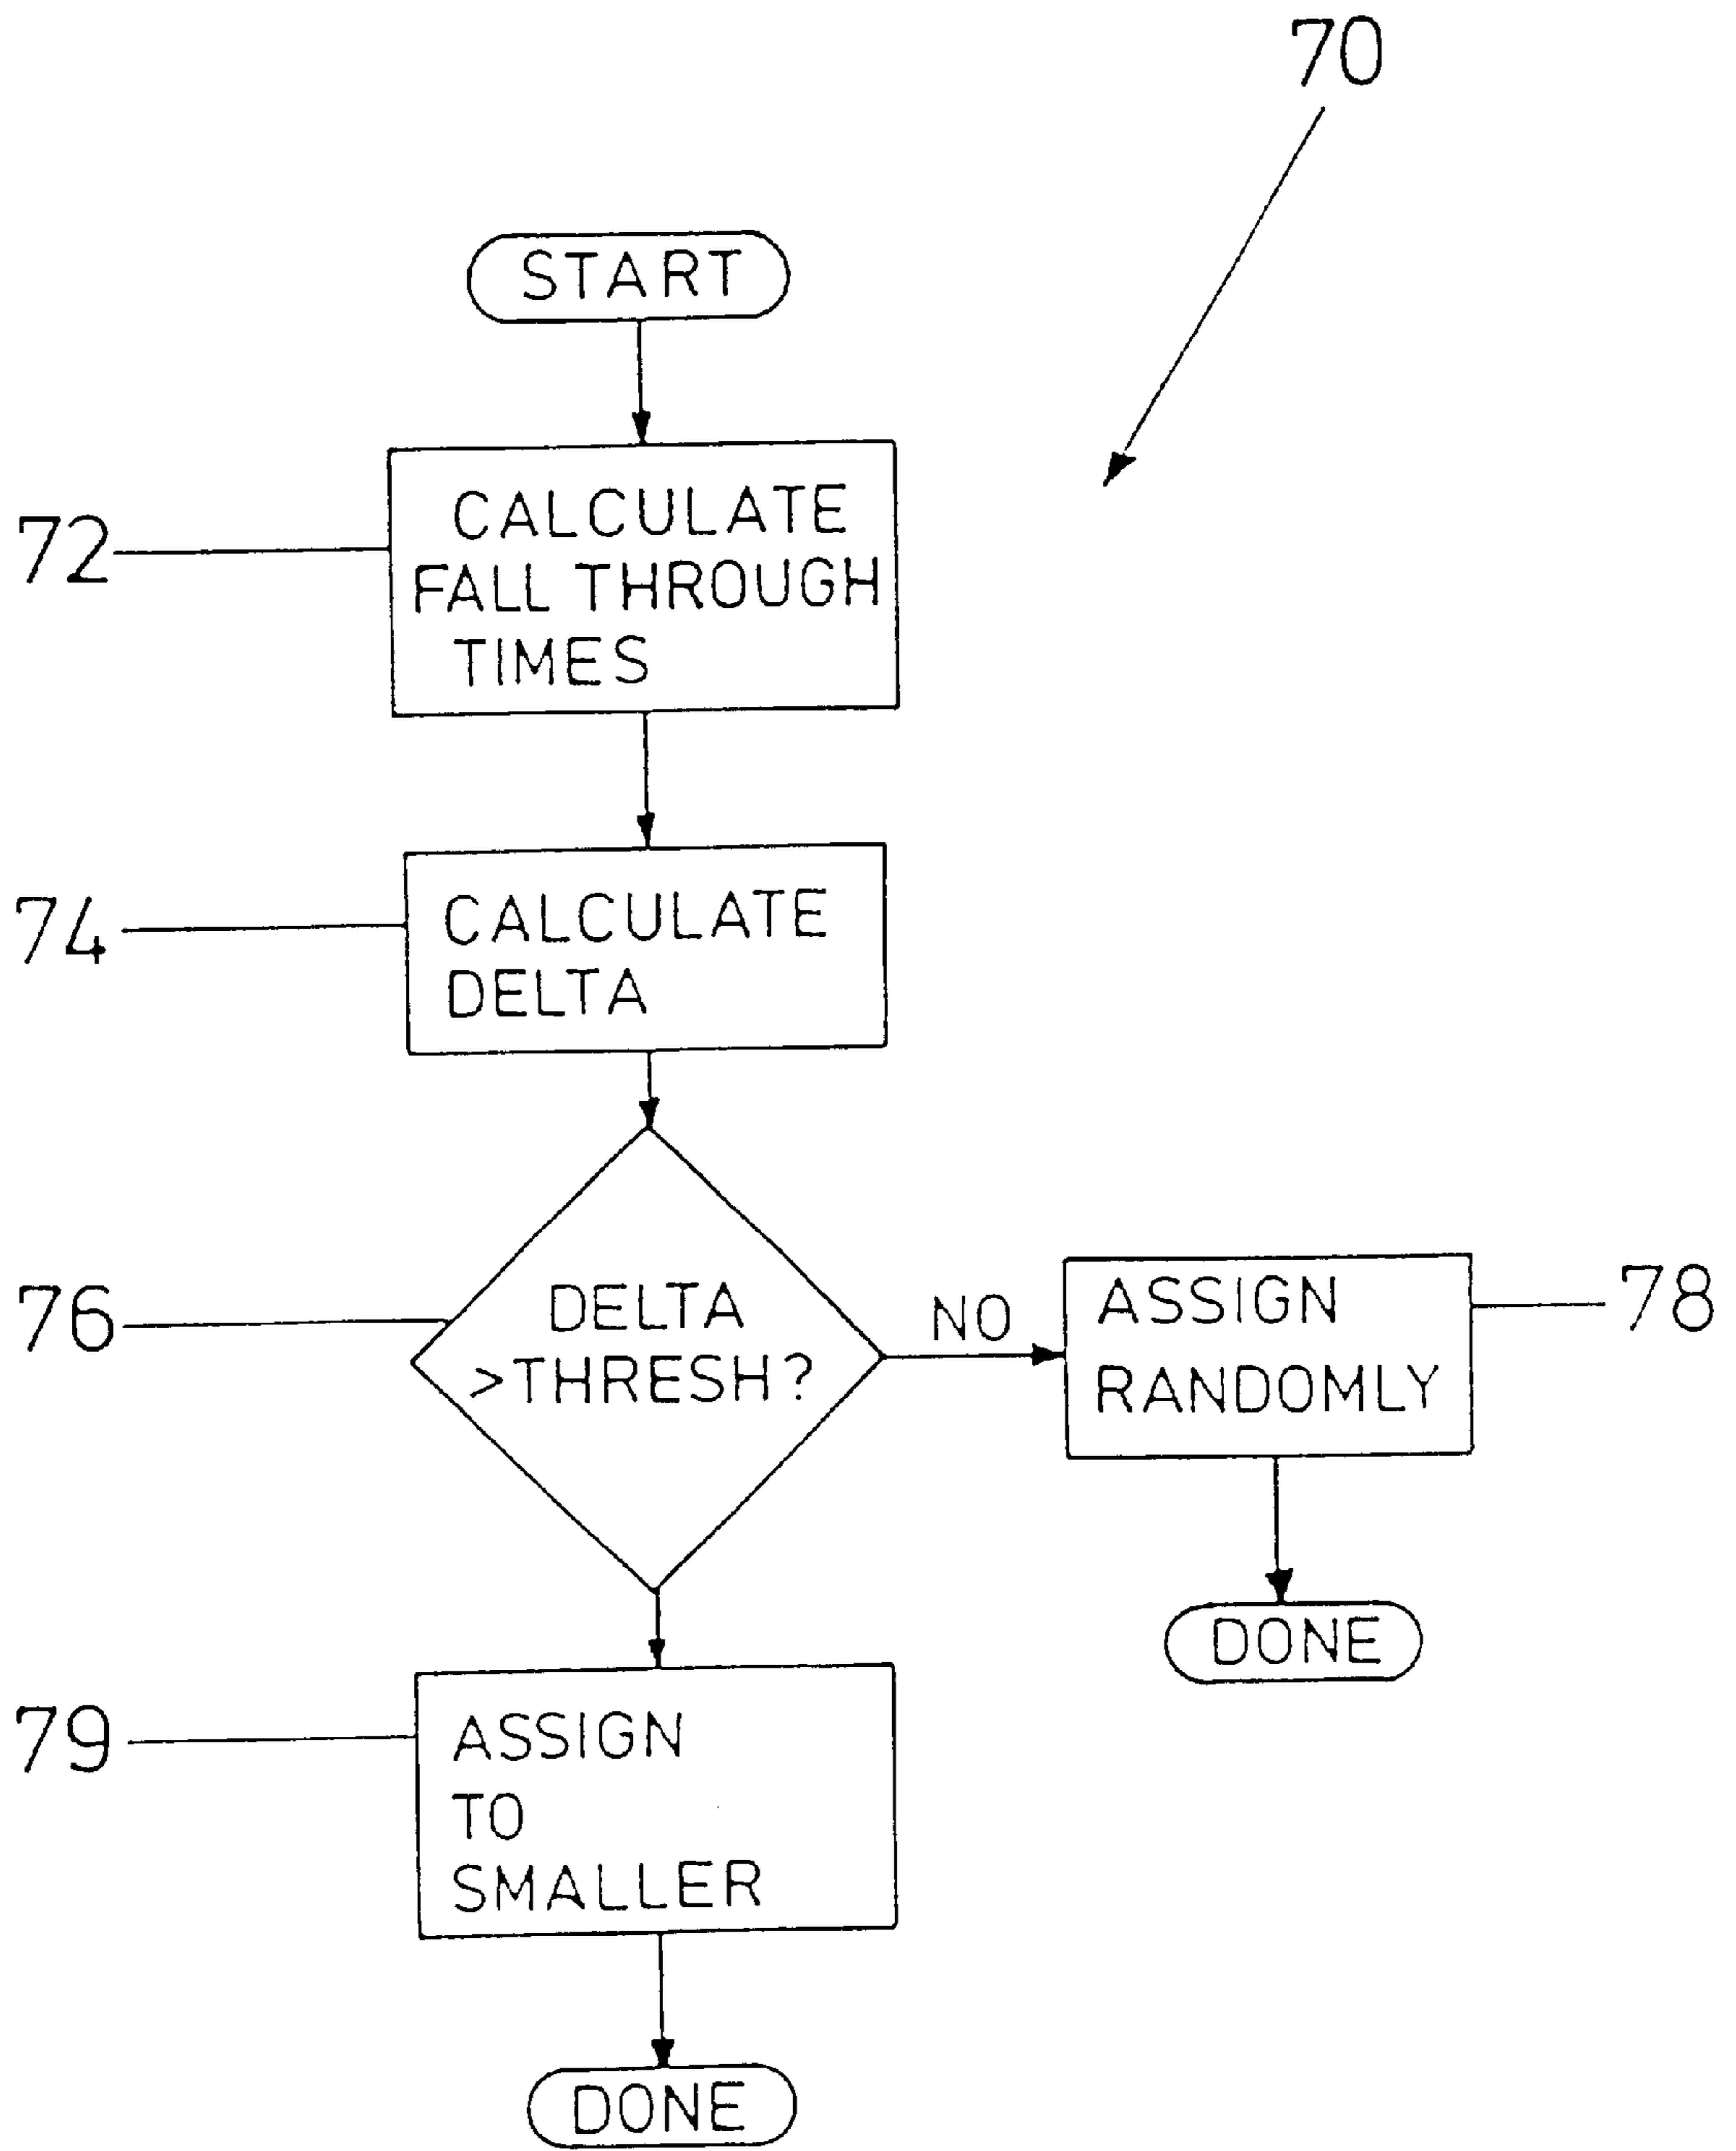 70
START
72
CALCULATE
FALL THROUGH
TIMES
74
CALCULATE
DELTA
76
DELTA
>THRESH?
NO
ASSIGN
RANDOMLY
78
DONE
79
ASSIGN
TO
SMALLER
DONE